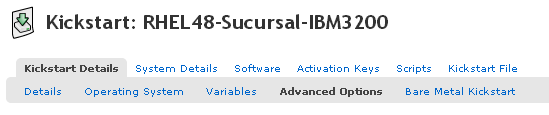 Kickstart: RHEL48-Sucursal-IBM3200
Kickstart Details System Details Software Activation Keys Scripts Kickstart File
Details Operating System Variables Advanced Options Bare Metal Kickstart